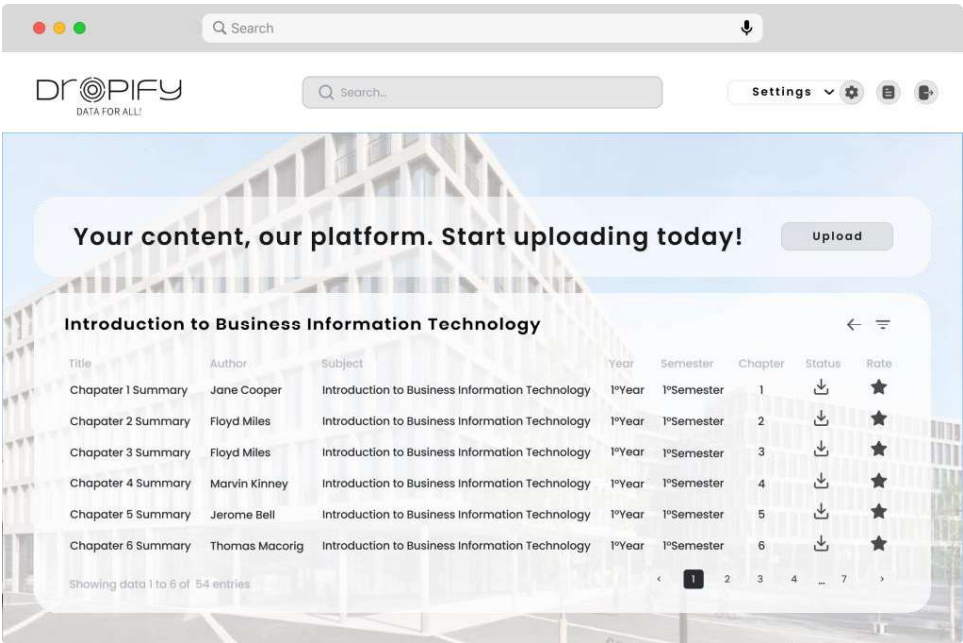 Search
DrOPIFY
DATA FOR ALL!
Search..
Settings
Your content, our platform. Start uploading today!
Upload
Introduction to Business Information Technology
Title Author Subject Year Semester Chapter Status Rate
Chapater 1 Summary Jane Cooper Introduction to Business Information Technology 1ºYear 1ºSemester 1
Chapater 2 Summary Floyd Miles Introduction to Business Information Technology 1ºYear 1ºSemester 2
Chapater 3 Summary Floyd Miles Introduction to Business Information Technology 1ºYear 1ºSemester 3
Chapater 4 Summary Marvin Kinney Introduction to Business Information Technology 1ºYear 1ºSemester 4
Chapater 5 Summary Jerome Bell Introduction to Business Information Technology 1ºYear 1ºSemester 5
Chapater 6 Summary Thomas Macorig Introduction to Business Information Technology 1ºYear 1ºSemester 6
Showing data 1 to 6 of 54 entries < 1 2 3 4 ... 7 >